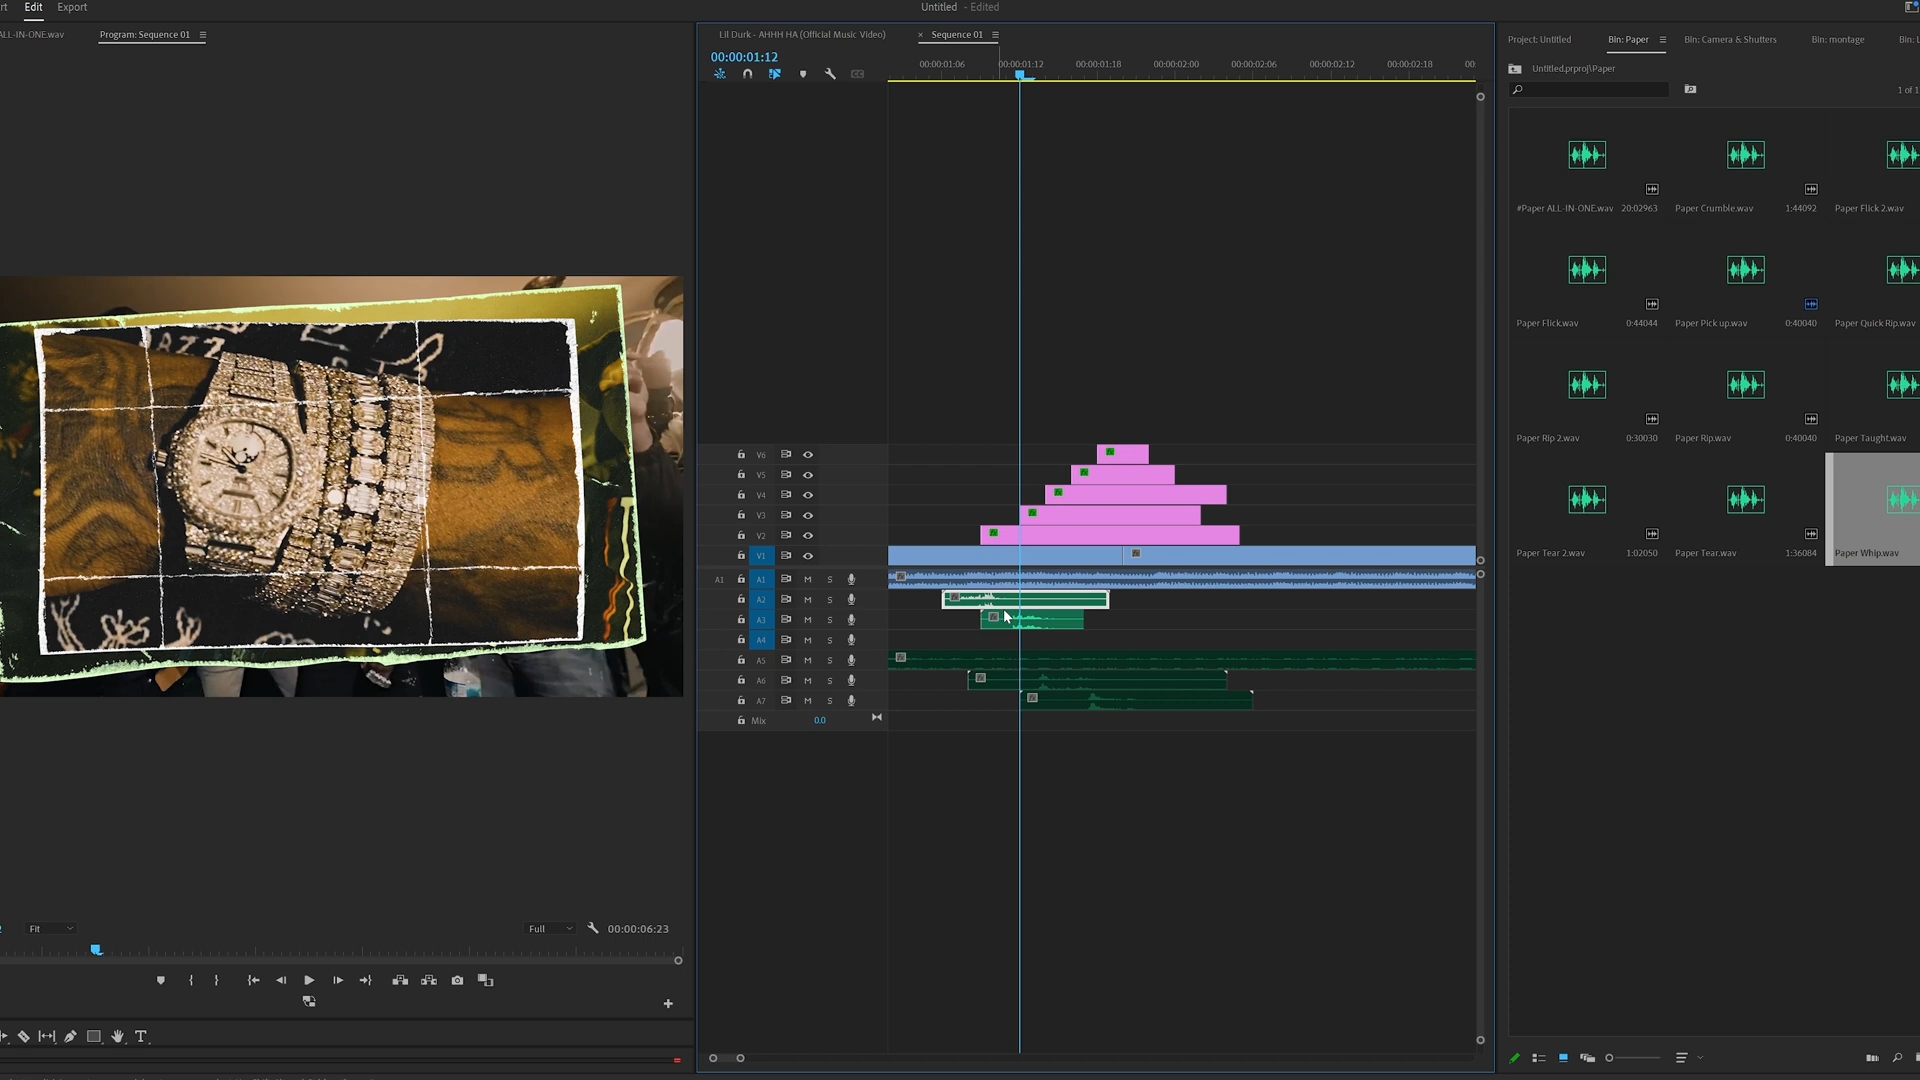 rt Edit Export
Untitled - Edited
ALL-IN-ONE.wav
Program: Sequence 01
Lil Durk - AHHH HA (Official Music Video)
× Sequence 01
Project: Untitled
Bin: Paper
Bin: Camera & Shutters
Bin: montage
Bin: L
00:00:01:12
00:00:01:06 00:00:01:12 00:00:01:18 00:00:02:00 00:00:02:06 00:00:02:12 00:00:02:18 00:
Untitled.prproj\Paper
1 of 1
#Paper ALL-IN-ONE.wav 20:02963
Paper Crumble.wav 1:44092
Paper Flick 2.wav
Paper Flick.wav 0:44044
Paper Pick up.wav 0:40040
Paper Quick Rip.wav
Paper Rip 2.wav 0:30030
Paper Rip.wav 0:40040
Paper Taught.wav
Paper Tear 2.wav 1:02050
Paper Tear.wav 1:36084
Paper Whip.wav
V6
V5
V4
V3
V2
V1
A1 A1 M S
A2 M S
A3 M S
A4 M S
A5 M S
A6 M S
A7 M S
Mix 0.0
Fit
Full
00:00:06:23